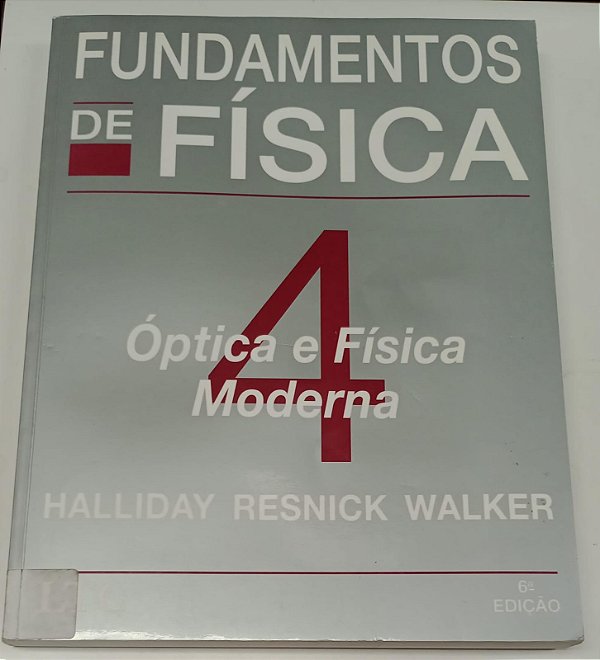 FUNDAMENTOS
DE FÍSICA
4
Óptica e Física
Moderna
HALLIDAY RESNICK WALKER
6ª
EDIÇÃO